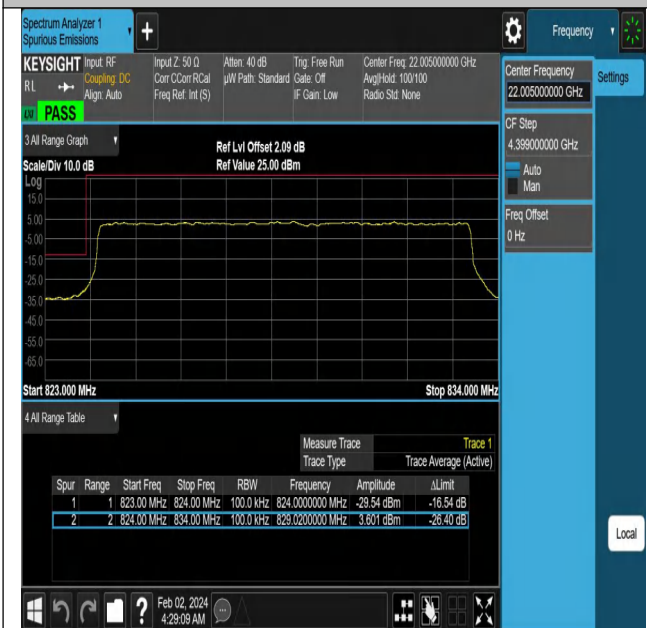 Spectrum Analyzer 1
Spurious Emissions
+
Frequency
KEYSIGHT Input: RF Input Z: 50 Ω Atten: 40 dB Trig: Free Run Center Freq: 22.005000000 GHz
RL Coupling: DC Corr CCorr RCal µW Path: Standard Gate: Off Avg|Hold: 100/100
Align: Auto Freq Ref: Int (S) IF Gain: Low Radio Std: None
PASS
Center Frequency
22.005000000 GHz
Settings
CF Step
4.399000000 GHz
Auto
Man
Freq Offset
0 Hz
3 All Range Graph
Ref Lvl Offset 2.09 dB
Scale/Div 10.0 dB Ref Value 25.00 dBm
Log
15.0
5.00
-5.00
-15.0
-25.0
-35.0
-45.0
-55.0
-65.0
Start 823.000 MHz Stop 834.000 MHz
4 All Range Table
Measure Trace Trace 1
Trace Type Trace Average (Active)
Spur Range Start Freq Stop Freq RBW Frequency Amplitude ΔLimit
1 1 823.00 MHz 824.00 MHz 100.0 kHz 824.0000000 MHz -29.54 dBm -16.54 dB
2 2 824.00 MHz 834.00 MHz 100.0 kHz 829.0200000 MHz 3.601 dBm -26.40 dB
Local
? Feb 02, 2024
4:29:09 AM